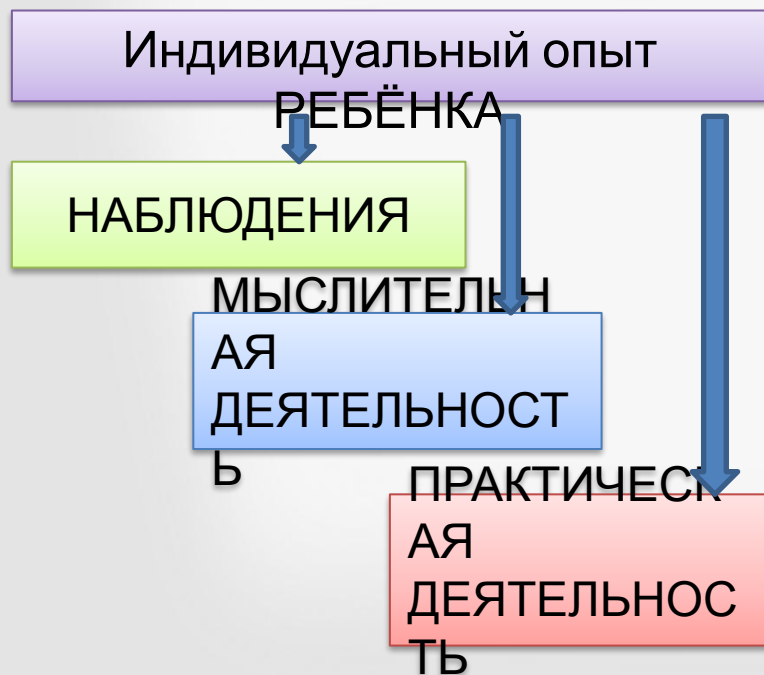 Индивидуальный опыт
РЕБЁНКА
НАБЛЮДЕНИЯ
МЫСЛИТЕЛЬН
АЯ
ДЕЯТЕЛЬНОСТ
Ь
ПРАКТИЧЕСК
АЯ
ДЕЯТЕЛЬНОС
ТЬ